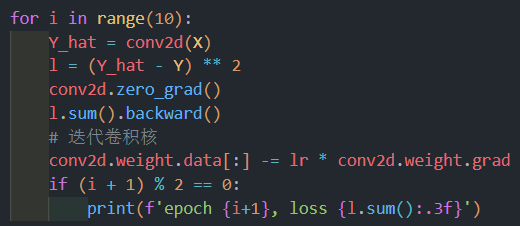 for i in range(10):
    Y_hat = conv2d(X)
    l = (Y_hat - Y) ** 2
    conv2d.zero_grad()
    l.sum().backward()
    # 迭代卷积核
    conv2d.weight.data[:] -= lr * conv2d.weight.grad
    if (i + 1) % 2 == 0:
        print(f'epoch {i+1}, loss {l.sum():.3f}')